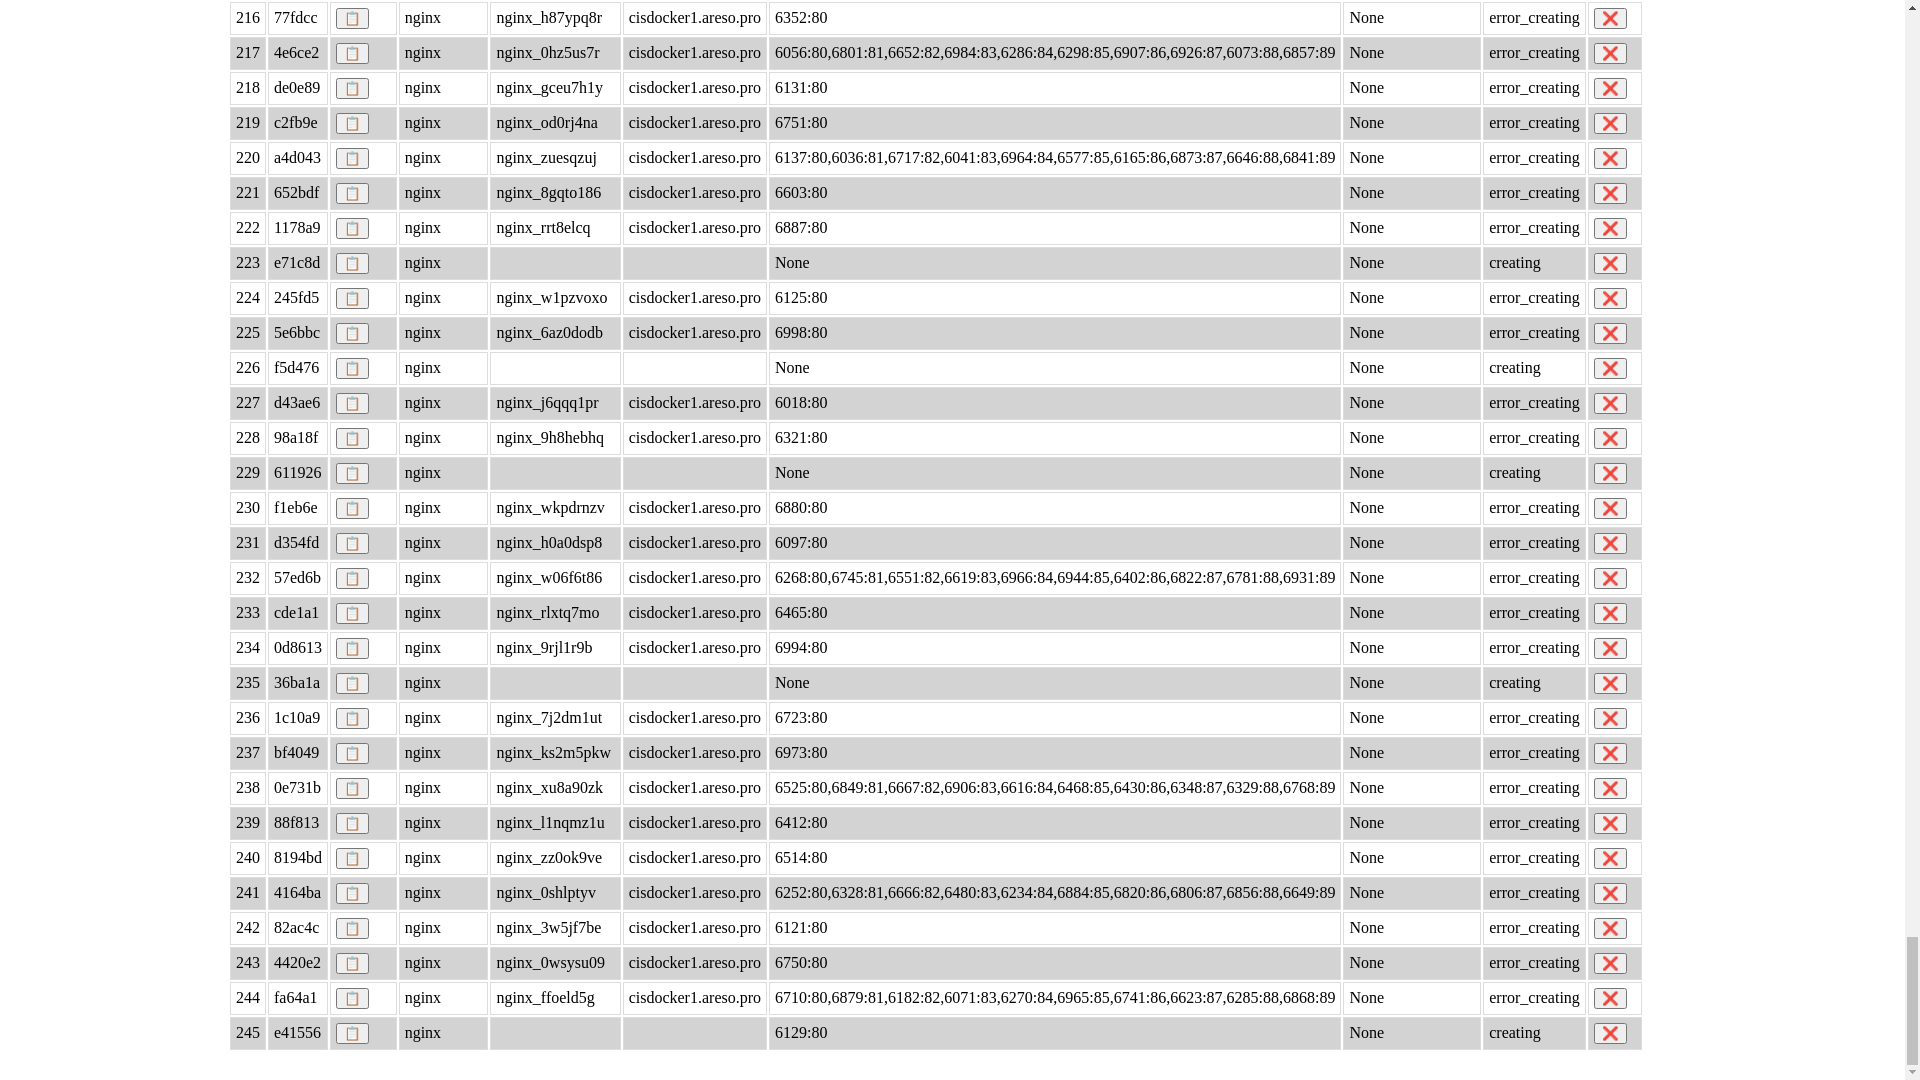 216 77fdcc nginx nginx_h87ypq8r cisdocker1.areso.pro 6352:80 None error_creating
217 4e6ce2 nginx nginx_0hz5us7r cisdocker1.areso.pro 6056:80,6801:81,6652:82,6984:83,6286:84,6298:85,6907:86,6926:87,6073:88,6857:89 None error_creating
218 de0e89 nginx nginx_gceu7h1y cisdocker1.areso.pro 6131:80 None error_creating
219 c2fb9e nginx nginx_od0rj4na cisdocker1.areso.pro 6751:80 None error_creating
220 a4d043 nginx nginx_zuesqzuj cisdocker1.areso.pro 6137:80,6036:81,6717:82,6041:83,6964:84,6577:85,6165:86,6873:87,6646:88,6841:89 None error_creating
221 652bdf nginx nginx_8gqto186 cisdocker1.areso.pro 6603:80 None error_creating
222 1178a9 nginx nginx_rrt8elcq cisdocker1.areso.pro 6887:80 None error_creating
223 e71c8d nginx None None creating
224 245fd5 nginx nginx_w1pzvoxo cisdocker1.areso.pro 6125:80 None error_creating
225 5e6bbc nginx nginx_6az0dodb cisdocker1.areso.pro 6998:80 None error_creating
226 f5d476 nginx None None creating
227 d43ae6 nginx nginx_j6qqq1pr cisdocker1.areso.pro 6018:80 None error_creating
228 98a18f nginx nginx_9h8hebhq cisdocker1.areso.pro 6321:80 None error_creating
229 611926 nginx None None creating
230 f1eb6e nginx nginx_wkpdrnzv cisdocker1.areso.pro 6880:80 None error_creating
231 d354fd nginx nginx_h0a0dsp8 cisdocker1.areso.pro 6097:80 None error_creating
232 57ed6b nginx nginx_w06f6t86 cisdocker1.areso.pro 6268:80,6745:81,6551:82,6619:83,6966:84,6944:85,6402:86,6822:87,6781:88,6931:89 None error_creating
233 cde1a1 nginx nginx_rlxtq7mo cisdocker1.areso.pro 6465:80 None error_creating
234 0d8613 nginx nginx_9rjl1r9b cisdocker1.areso.pro 6994:80 None error_creating
235 36ba1a nginx None None creating
236 1c10a9 nginx nginx_7j2dm1ut cisdocker1.areso.pro 6723:80 None error_creating
237 bf4049 nginx nginx_ks2m5pkw cisdocker1.areso.pro 6973:80 None error_creating
238 0e731b nginx nginx_xu8a90zk cisdocker1.areso.pro 6525:80,6849:81,6667:82,6906:83,6616:84,6468:85,6430:86,6348:87,6329:88,6768:89 None error_creating
239 88f813 nginx nginx_l1nqmz1u cisdocker1.areso.pro 6412:80 None error_creating
240 8194bd nginx nginx_zz0ok9ve cisdocker1.areso.pro 6514:80 None error_creating
241 4164ba nginx nginx_0shlptyv cisdocker1.areso.pro 6252:80,6328:81,6666:82,6480:83,6234:84,6884:85,6820:86,6806:87,6856:88,6649:89 None error_creating
242 82ac4c nginx nginx_3w5jf7be cisdocker1.areso.pro 6121:80 None error_creating
243 4420e2 nginx nginx_0wsysu09 cisdocker1.areso.pro 6750:80 None error_creating
244 fa64a1 nginx nginx_ffoeld5g cisdocker1.areso.pro 6710:80,6879:81,6182:82,6071:83,6270:84,6965:85,6741:86,6623:87,6285:88,6868:89 None error_creating
245 e41556 nginx 6129:80 None creating